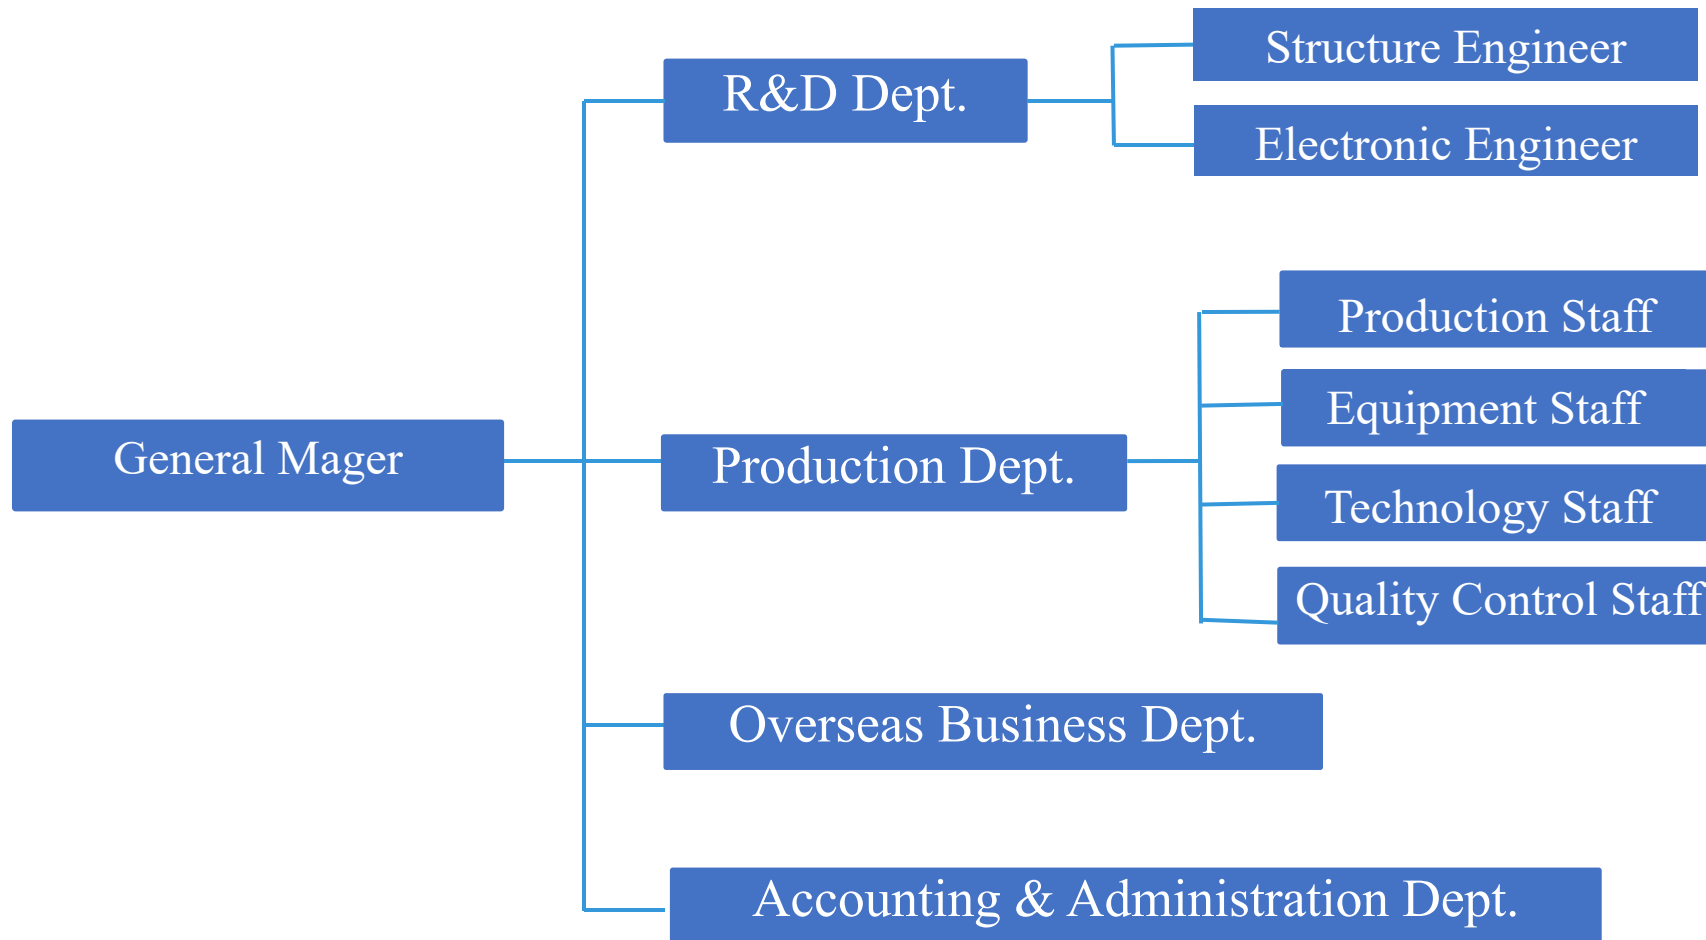 Structure Engineer
R&D Dept.
Electronic Engineer
Production Staff
Equipment Staff
General Mager
Production Dept.
Technology Staff
Quality Control Staff
Overseas Business Dept.
Accounting & Administration Dept.